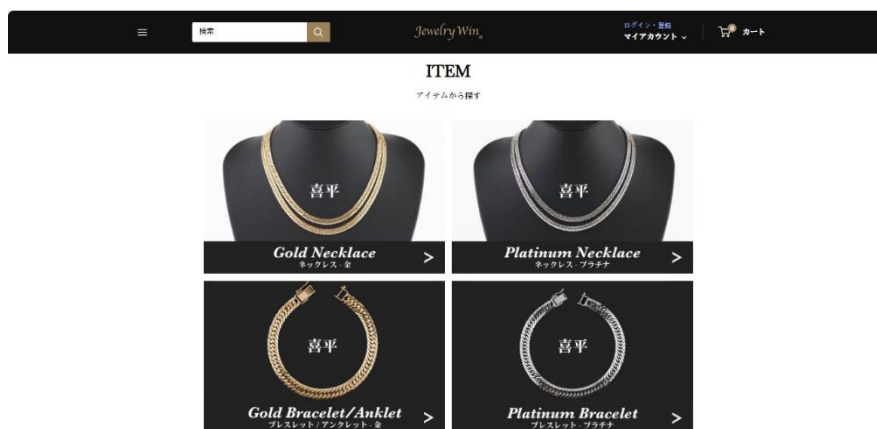 検索
Jewelry Win
ログイン・登録
マイアカウント
0
カート
ITEM
アイテムから探す
喜平
Gold Necklace
ネックレス - 金
喜平
Platinum Necklace
ネックレス - プラチナ
喜平
Gold Bracelet/Anklet
ブレスレット / アンクレット - 金
喜平
Platinum Bracelet
ブレスレット - プラチナ